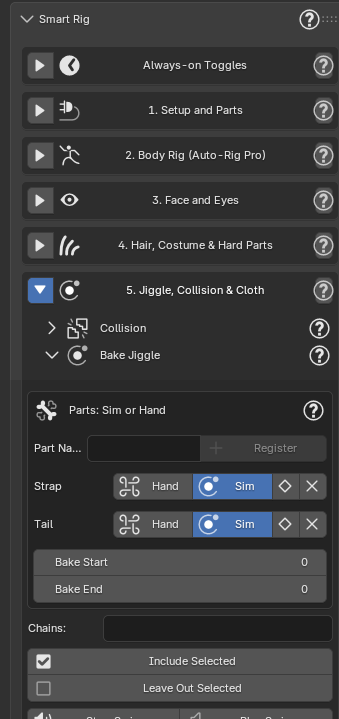 Smart Rig
Always-on Toggles
1. Setup and Parts
2. Body Rig (Auto-Rig Pro)
3. Face and Eyes
4. Hair, Costume & Hard Parts
5. Jiggle, Collision & Cloth
Collision
Bake Jiggle
Parts: Sim or Hand
Part Na... Register
Strap Hand Sim
Tail Hand Sim
Bake Start 0
Bake End 0
Chains:
Include Selected
Leave Out Selected